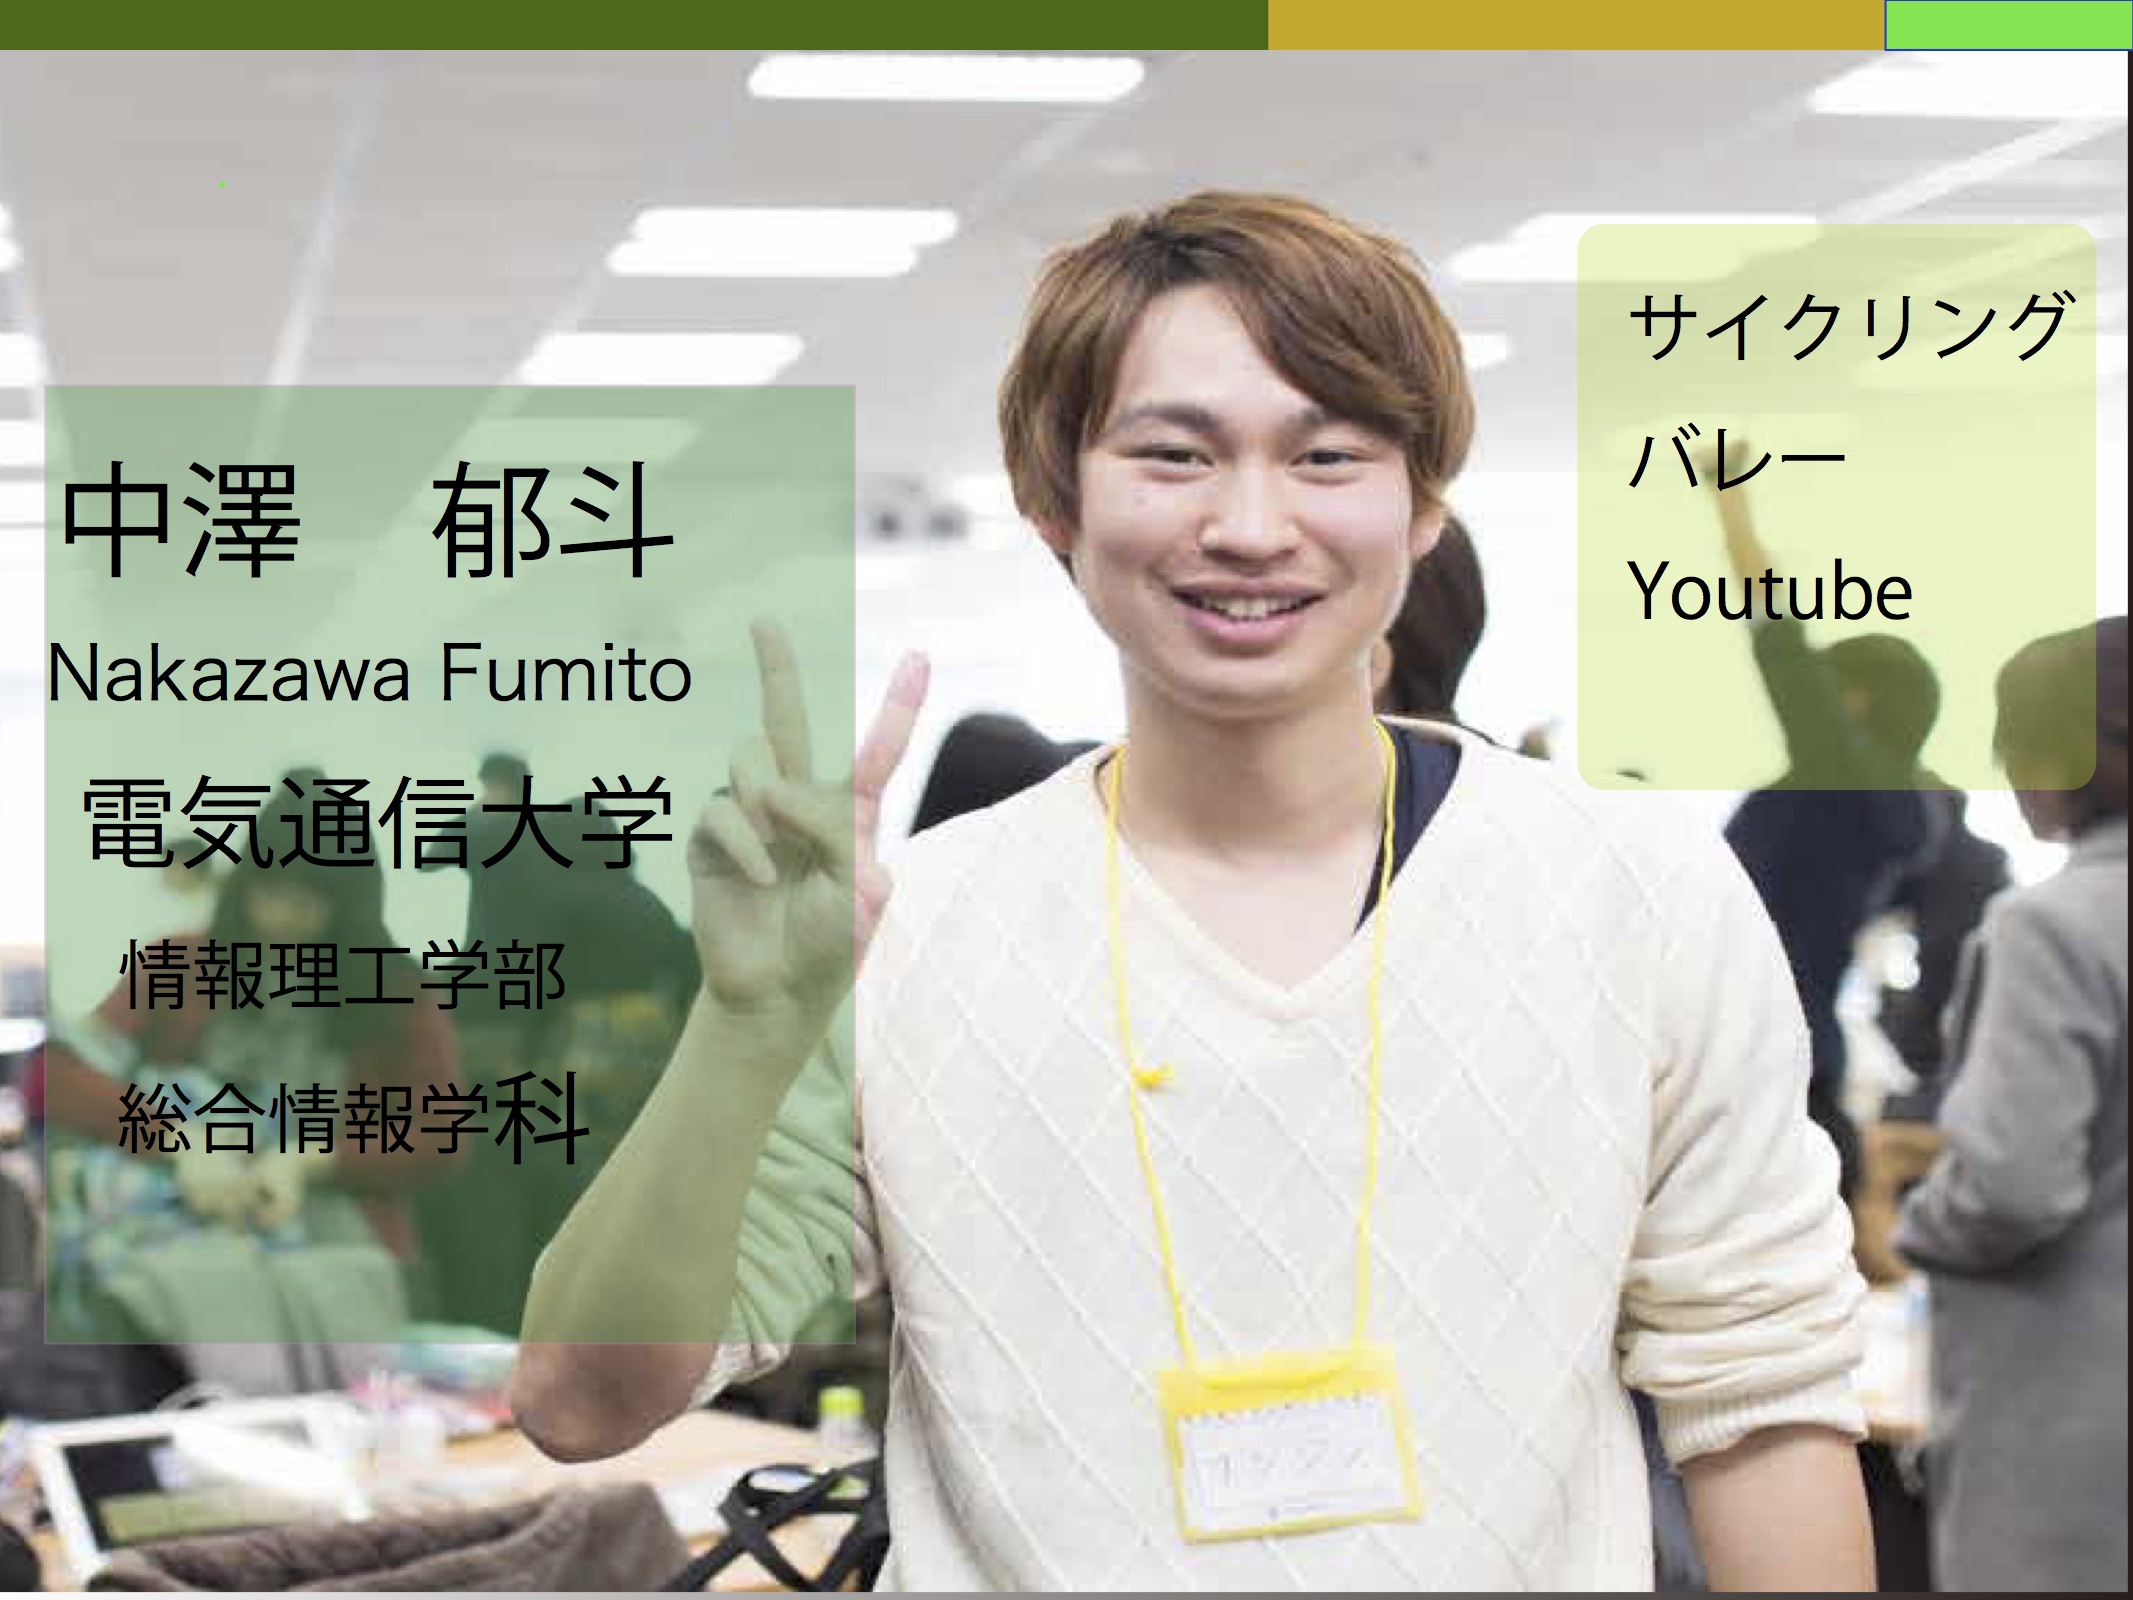 中澤　郁斗
Nakazawa Fumito
電気通信大学
情報理工学部
総合情報学科
サイクリング
バレー
Youtube